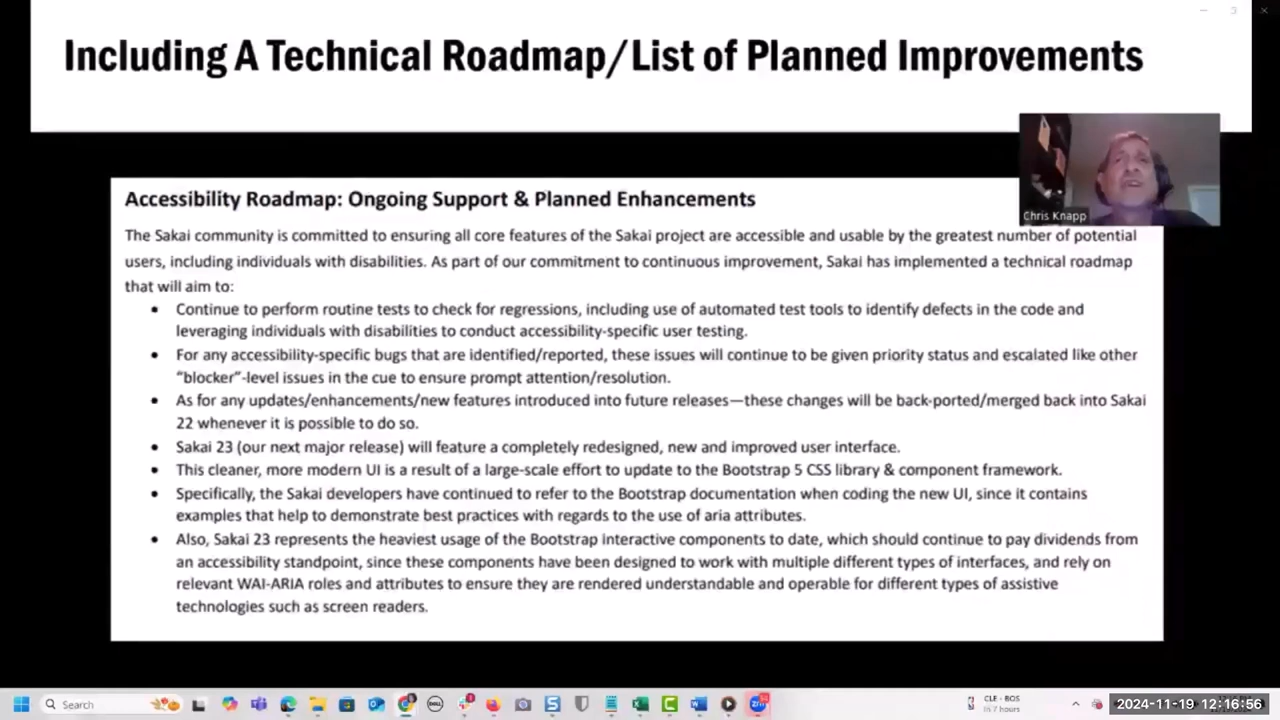 Including A Technical Roadmap/List of Planned Improvements
Chris Knapp
Accessibility Roadmap: Ongoing Support & Planned Enhancements
The Sakai community is committed to ensuring all core features of the Sakai project are accessible and usable by the greatest number of potential
users, including individuals with disabilities. As part of our commitment to continuous improvement, Sakai has implemented a technical roadmap
that will aim to:
• Continue to perform routine tests to check for regressions, including use of automated test tools to identify defects in the code and
leveraging individuals with disabilities to conduct accessibility-specific user testing.
• For any accessibility-specific bugs that are identified/reported, these issues will continue to be given priority status and escalated like other
“blocker”-level issues in the cue to ensure prompt attention/resolution.
• As for any updates/enhancements/new features introduced into future releases—these changes will be back-ported/merged back into Sakai
22 whenever it is possible to do so.
• Sakai 23 (our next major release) will feature a completely redesigned, new and improved user interface.
• This cleaner, more modern UI is a result of a large-scale effort to update to the Bootstrap 5 CSS library & component framework.
• Specifically, the Sakai developers have continued to refer to the Bootstrap documentation when coding the new UI, since it contains
examples that help to demonstrate best practices with regards to the use of aria attributes.
• Also, Sakai 23 represents the heaviest usage of the Bootstrap interactive components to date, which should continue to pay dividends from
an accessibility standpoint, since these components have been designed to work with multiple different types of interfaces, and rely on
relevant WAI-ARIA roles and attributes to ensure they are rendered understandable and operable for different types of assistive
technologies such as screen readers.
Search
DELL
CLE - BOS
In 7 hours
2024-11-19 12:16:56